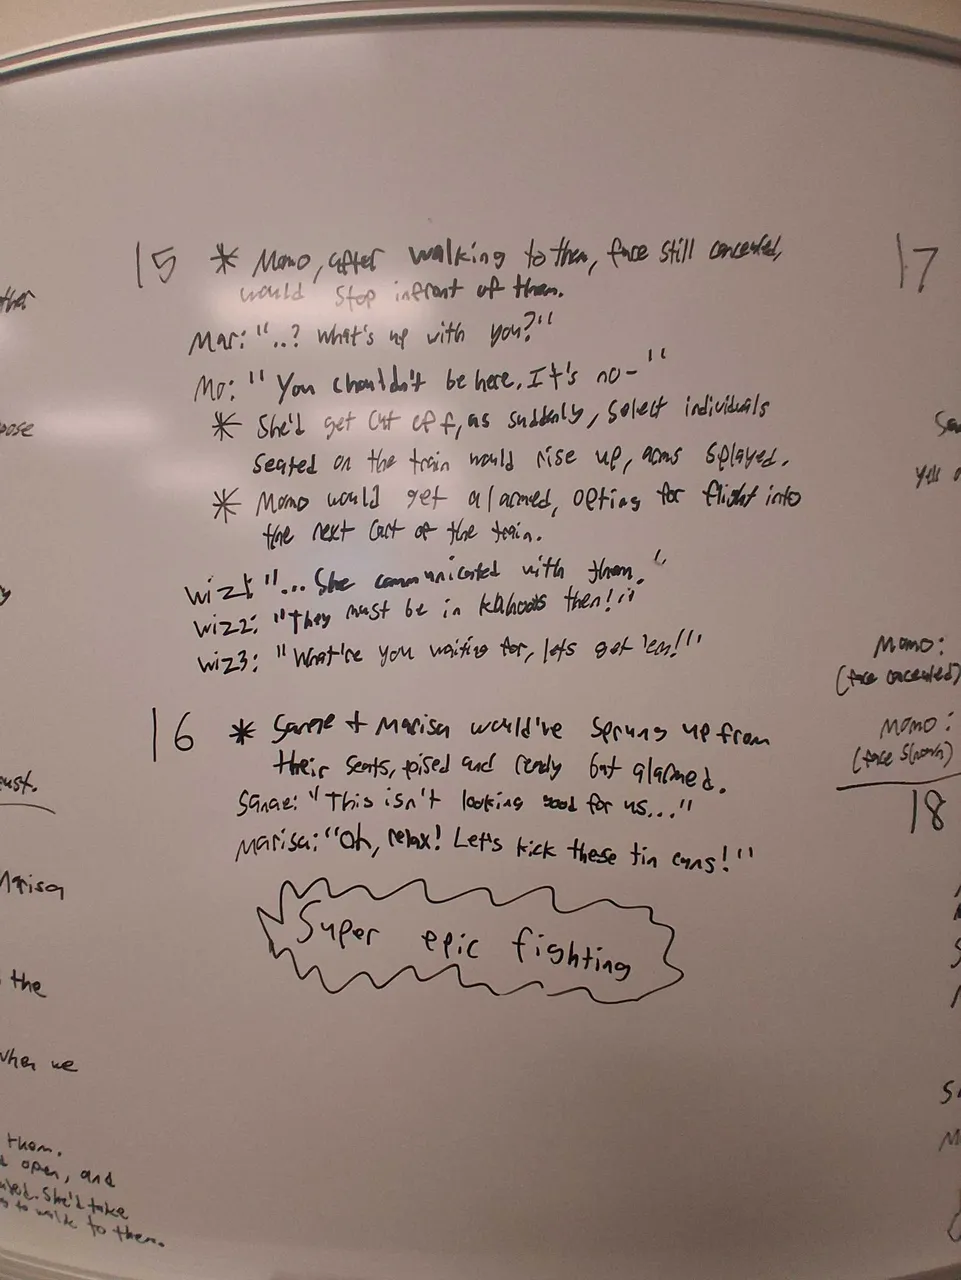 15 * Momo, after walking to them, face still concealed,
would stop infront of them.
Mar: "..? What's up with you?"
Mo: "You shouldn't be here. It's no-"
* She'd get cut off, as suddenly, select individuals
seated on the train would rise up, arms splayed.
* Momo would get alarmed, opting for flight into
the next cart of the train.
Wiz1: "... She communicated with them."
Wiz2: "They must be in kahoots then!"
Wiz3: "What're you waiting for, lets get 'em!"
16 * Sanae + Marisa would've sprung up from
their seats, poised and ready but alarmed.
Sanae: "This isn't looking good for us..."
Marisa: "Oh, relax! Let's kick these tin cans!"
Super epic fighting
Marisa
the
when we
them.
open, and
She'd take
to walk to them.
17
Momo:
(face concealed)
Momo:
(face shown)
18